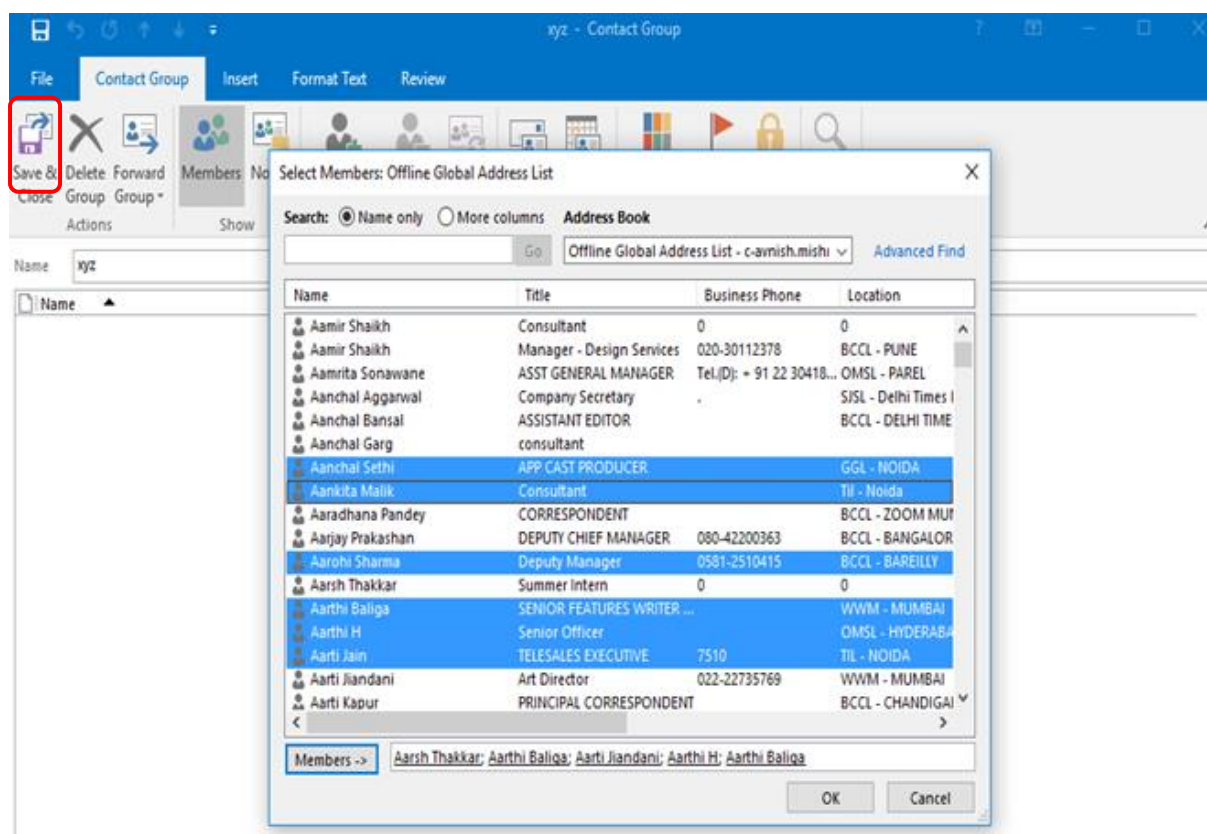 xyz - Contact Group
File Contact Group Insert Format Text Review
Save & Delete Forward Members No
Close Group Group
Actions Show
Select Members: Offline Global Address List
Search: Name only More columns Address Book
Go Offline Global Address List - c-avnish.mishr Advanced Find
Name xyz
Name
Name Title Business Phone Location
Aamir Shaikh Consultant 0 0
Aamir Shaikh Manager - Design Services 020-30112378 BCCL - PUNE
Aamrita Sonawane ASST GENERAL MANAGER Tel.(D): + 91 22 30418... OMSL - PAREL
Aanchal Aggarwal Company Secretary . SJSL - Delhi Times
Aanchal Bansal ASSISTANT EDITOR BCCL - DELHI TIME
Aanchal Garg consultant
Aanchal Sethi APP CAST PRODUCER GGL - NOIDA
Aankita Malik Consultant Til - Noida
Aaradhana Pandey CORRESPONDENT BCCL - ZOOM MUM
Aarjay Prakashan DEPUTY CHIEF MANAGER 080-42200363 BCCL - BANGALOR
Aarohi Sharma Deputy Manager 0581-2510415 BCCL - BAREILLY
Aarsh Thakkar Summer Intern 0 0
Aarthi Baliga SENIOR FEATURES WRITER ... WWM - MUMBAI
Aarthi H Senior Officer OMSL - HYDERABA
Aarti Jain TELESALES EXECUTIVE 7510 TIL - NOIDA
Aarti Jiandani Art Director 022-22735769 WWM - MUMBAI
Aarti Kapur PRINCIPAL CORRESPONDENT BCCL - CHANDIGAI
Members -> Aarsh Thakkar; Aarthi Baliga; Aarti Jiandani; Aarthi H; Aarthi Baliga
OK Cancel